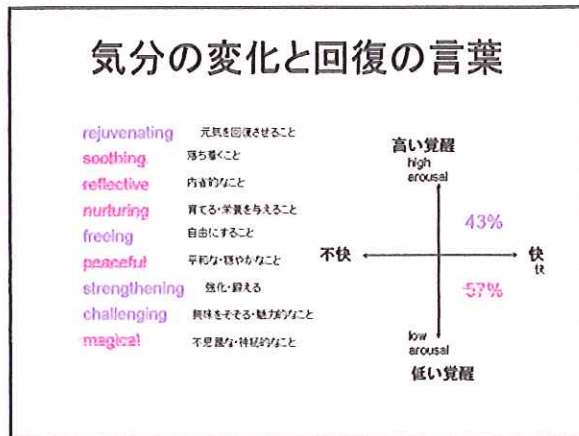 気分の変化と回復の言葉
rejuvenating 元気を回復させること
soothing 落ち着くこと
reflective 内省的なこと
nurturing 育てる・栄養を与えること
freeing 自由にすること
peaceful 平和な・穏やかなこと
strengthening 強化・鍛える
challenging 興味をそそる・魅力的なこと
magical 不思議な・神秘的なこと
高い覚醒
high
arousal
43%
不快
快
快
57%
low
arousal
低い覚醒